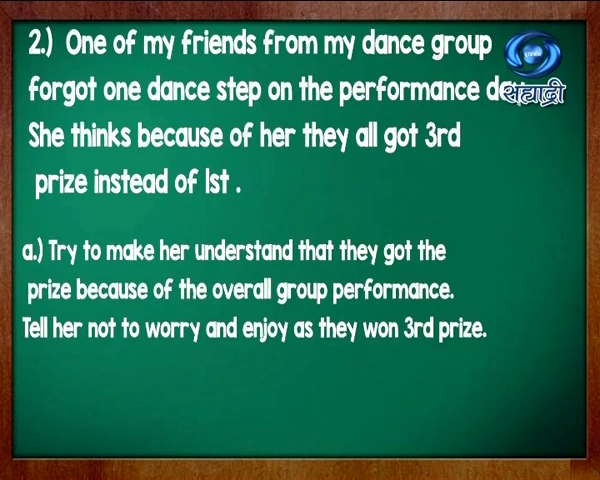 2.) One of my friends from my dance group
forgot one dance step on the performance day.
She thinks because of her they all got 3rd
prize instead of 1st .
a.) Try to make her understand that they got the
prize because of the overall group performance.
Tell her not to worry and enjoy as they won 3rd prize.
सह्याद्री